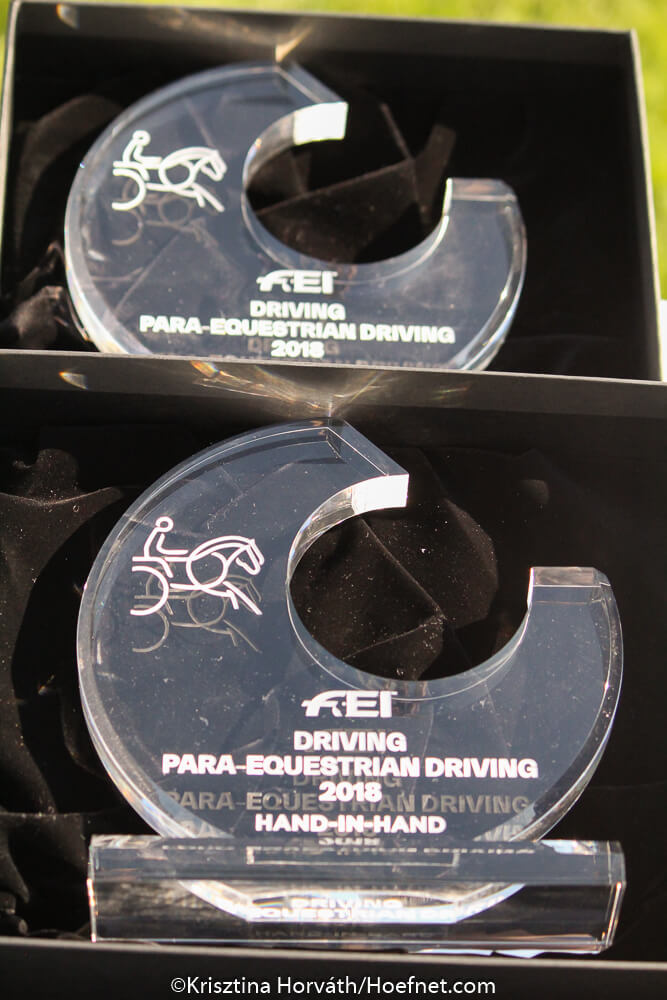 FEI
DRIVING
PARA-EQUESTRIAN DRIVING
2018
FEI
DRIVING
PARA-EQUESTRIAN DRIVING
2018
HAND-IN-HAND
©Krisztina Horváth/Hoefnet.com